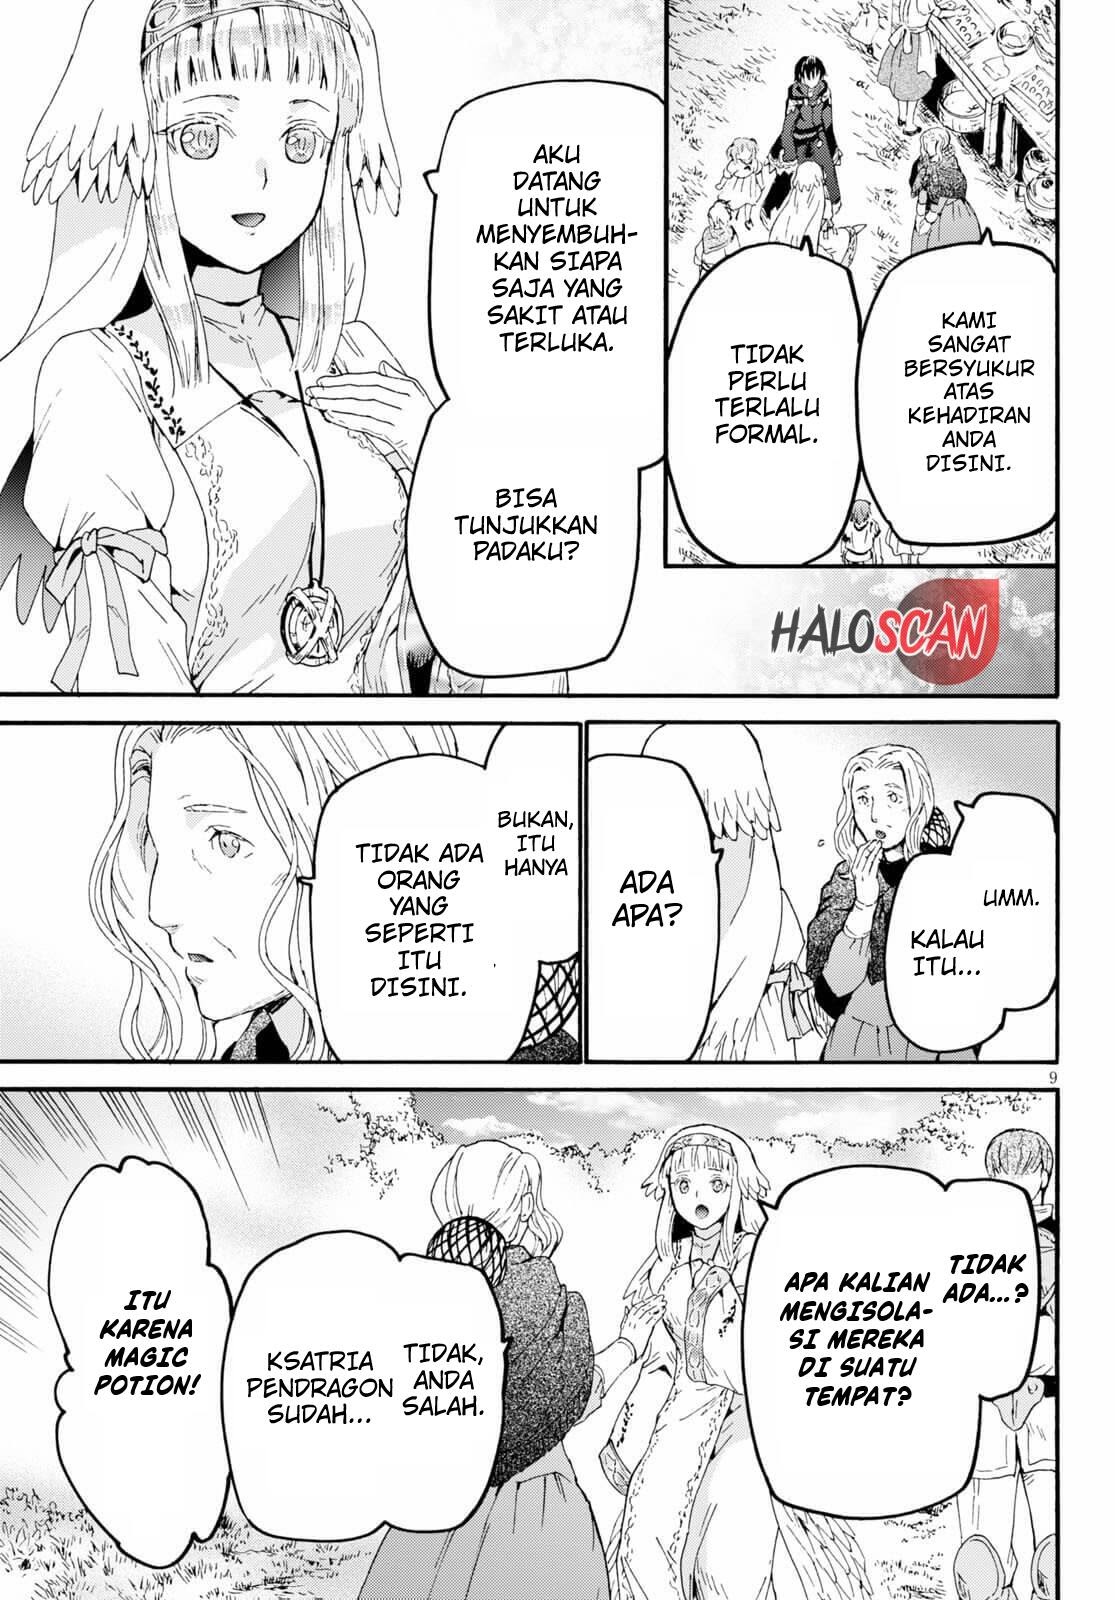 KAMI
SANGAT
BERSYUKUR
ATAS
KEHADIRAN
ANDA
DISINI.
TIDAK
PERLU
TERLALU
FORMAL.
AKU
DATANG
UNTUK
MENYEMBUH-
KAN SIAPA
SAJA YANG
SAKIT ATAU
TERLUKA.
BISA
TUNJUKKAN
PADAKU?
HALOSCAN
UMM.
KALAU
ITU...
ADA
APA?
BUKAN,
ITU
HANYA
TIDAK ADA
ORANG
YANG
SEPERTI
ITU
DISINI.
9
TIDAK
ADA...?
APA KALIAN
MENGISOLA-
SI MEREKA
DI SUATU
TEMPAT?
TIDAK,
ANDA
SALAH.
KSATRIA
PENDRAGON
SUDAH...
ITU
KARENA
MAGIC
POTION!